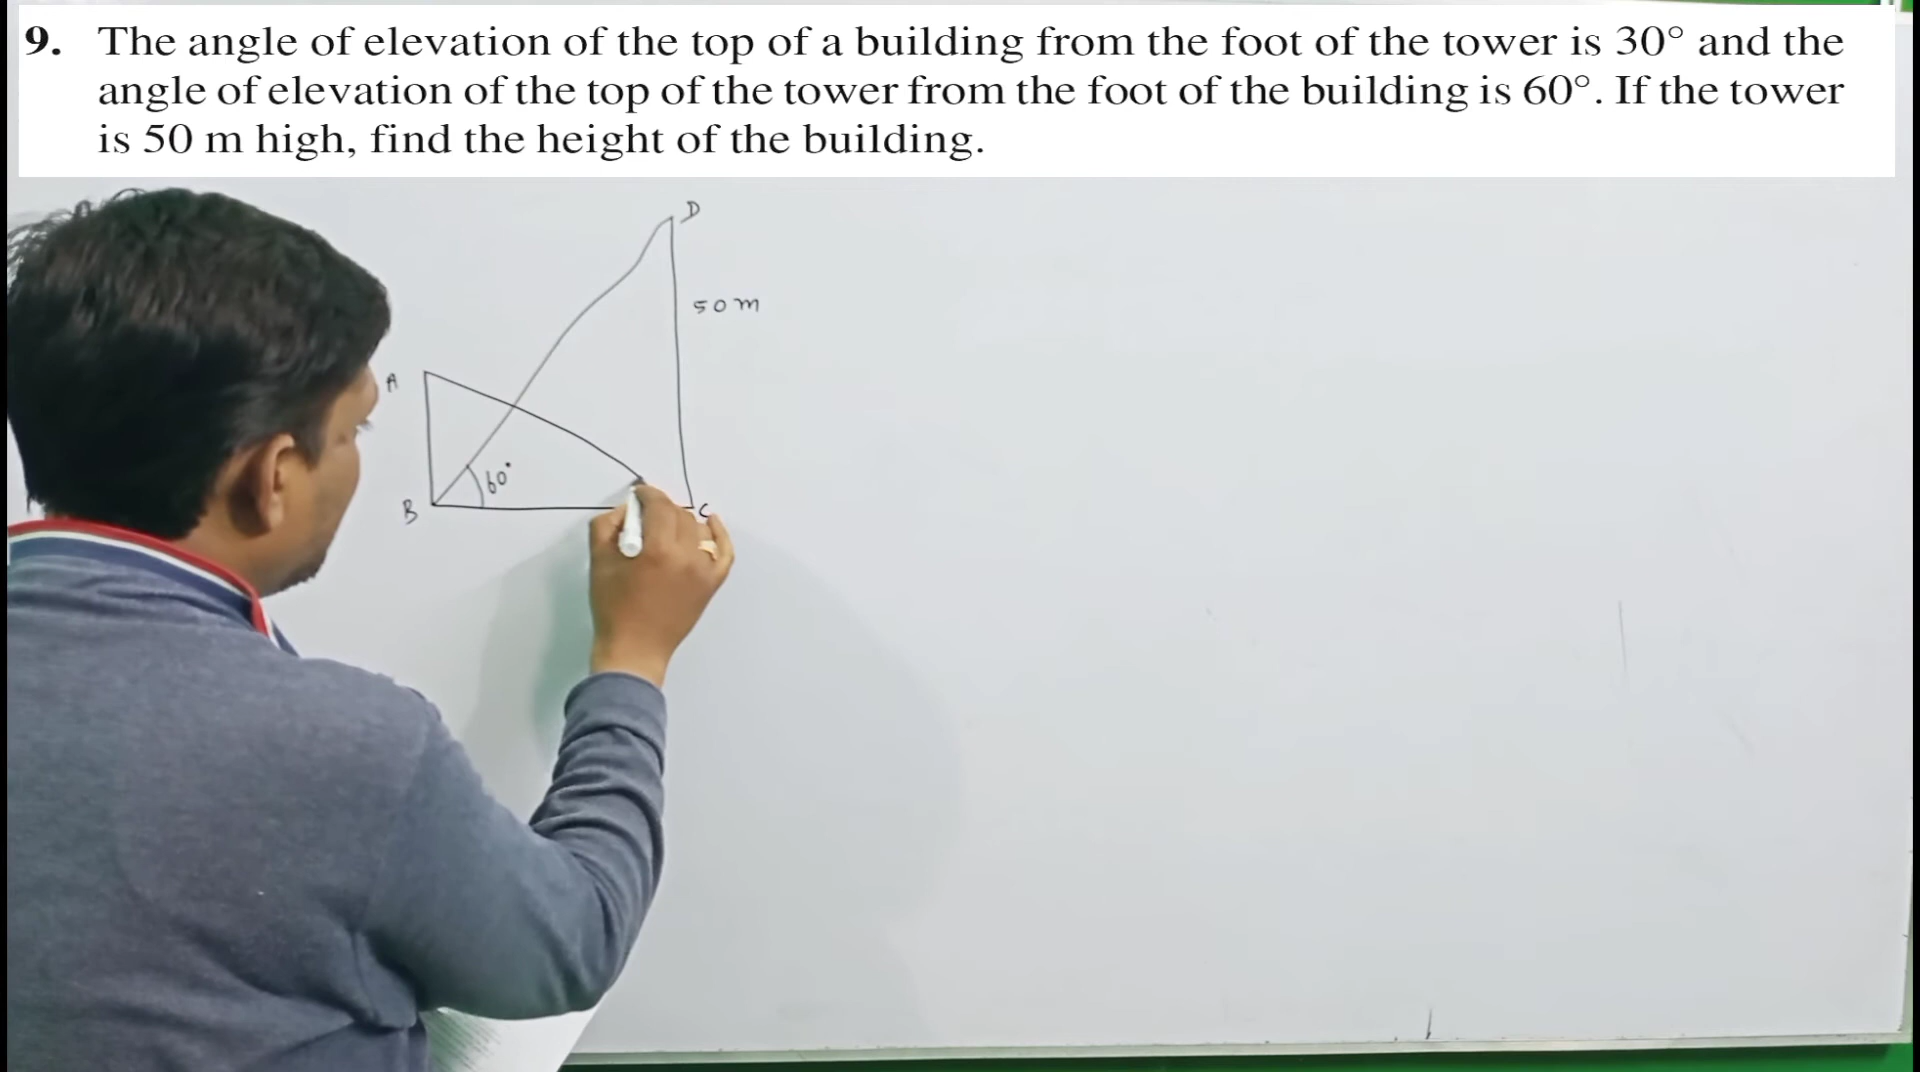 9. The angle of elevation of the top of a building from the foot of the tower is 30° and the
angle of elevation of the top of the tower from the foot of the building is 60°. If the tower
is 50 m high, find the height of the building.
D
50 m
A
60°
B
C